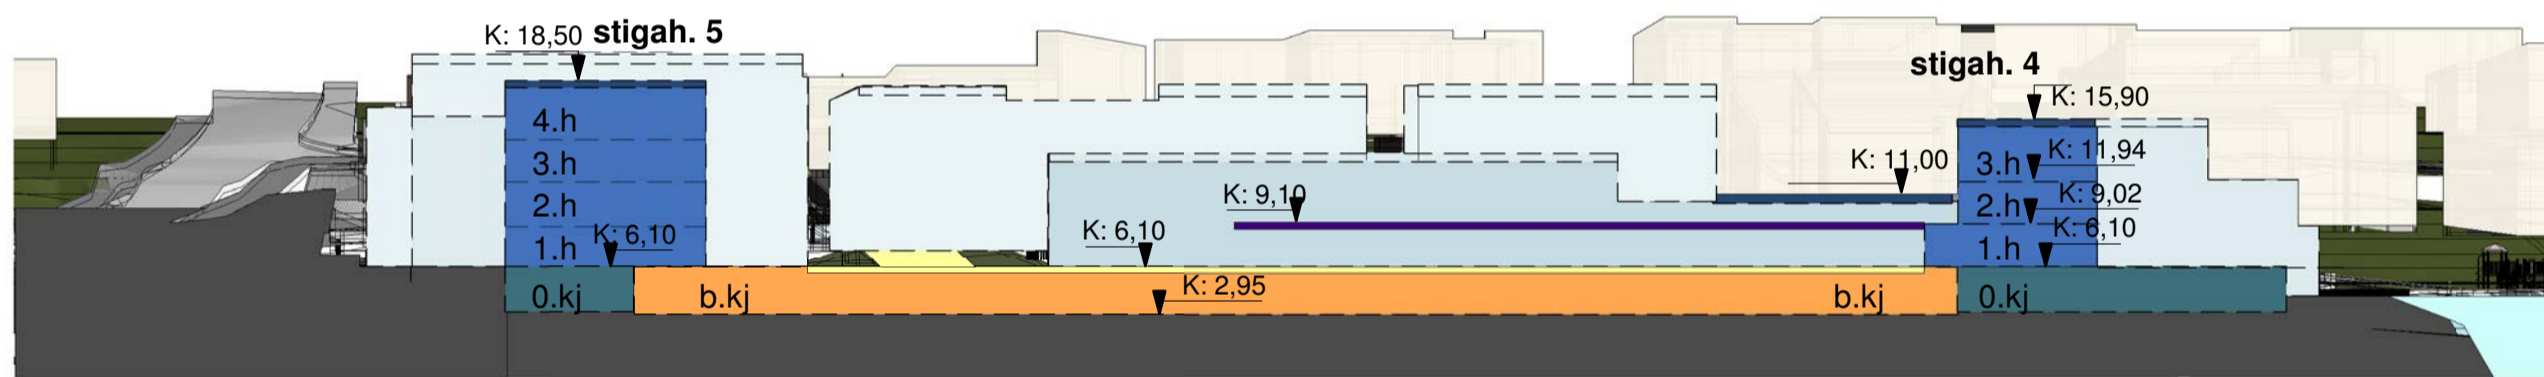 K: 18,50 stigah. 5
4.h
3.h
2.h
1.h
K: 6,10
0.kj
b.kj
K: 6,10
K: 9,10
K: 2,95
stigah. 4
K: 15,90
K: 11,00
3.h
K: 11,94
2.h
K: 9,02
K: 6,10
1.h
b.kj
0.kj